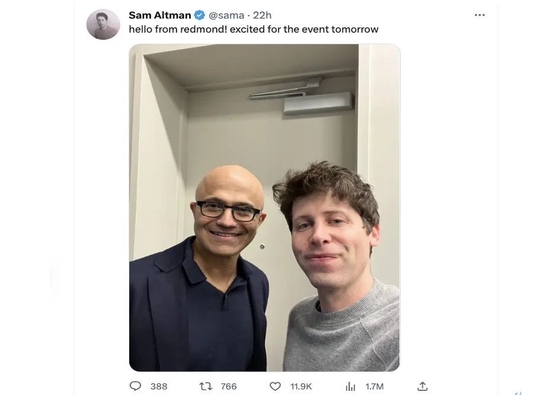 Sam Altman @sama · 22h
hello from redmond! excited for the event tomorrow
388 766 11.9K 1.7M